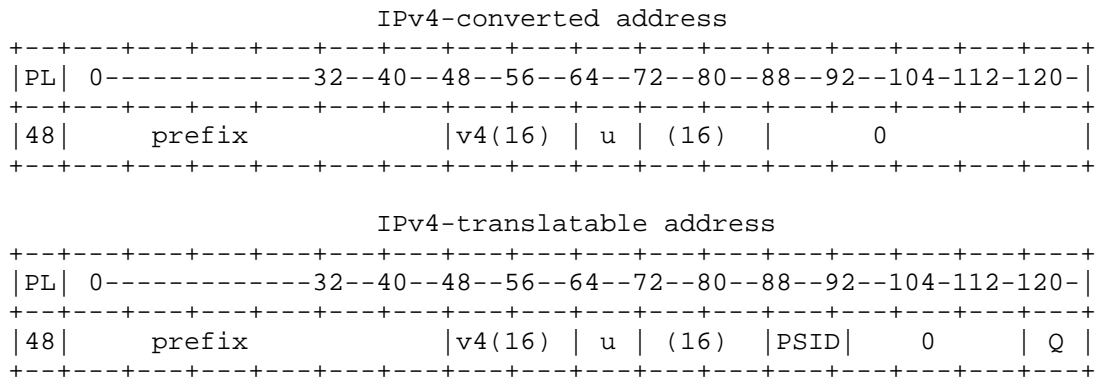 IPv4-converted address
+--+---+---+---+---+---+---+---+---+---+---+---+---+---+---+---+---+
|PL| 0-------------32--40--48--56--64--72--80--88--92--104-112-120-|
+--+---+---+---+---+---+---+---+---+---+---+---+---+---+---+---+---+
|48|     prefix            |v4(16) | u | (16)  |      0            |
+--+---+---+---+---+---+---+---+---+---+---+---+---+---+---+---+---+

                       IPv4-translatable address
+--+---+---+---+---+---+---+---+---+---+---+---+---+---+---+---+---+
|PL| 0-------------32--40--48--56--64--72--80--88--92--104-112-120-|
+--+---+---+---+---+---+---+---+---+---+---+---+---+---+---+---+---+
|48|     prefix            |v4(16) | u | (16)  |PSID|    0     | Q |
+--+---+---+---+---+---+---+---+---+---+---+---+---+---+---+---+---+